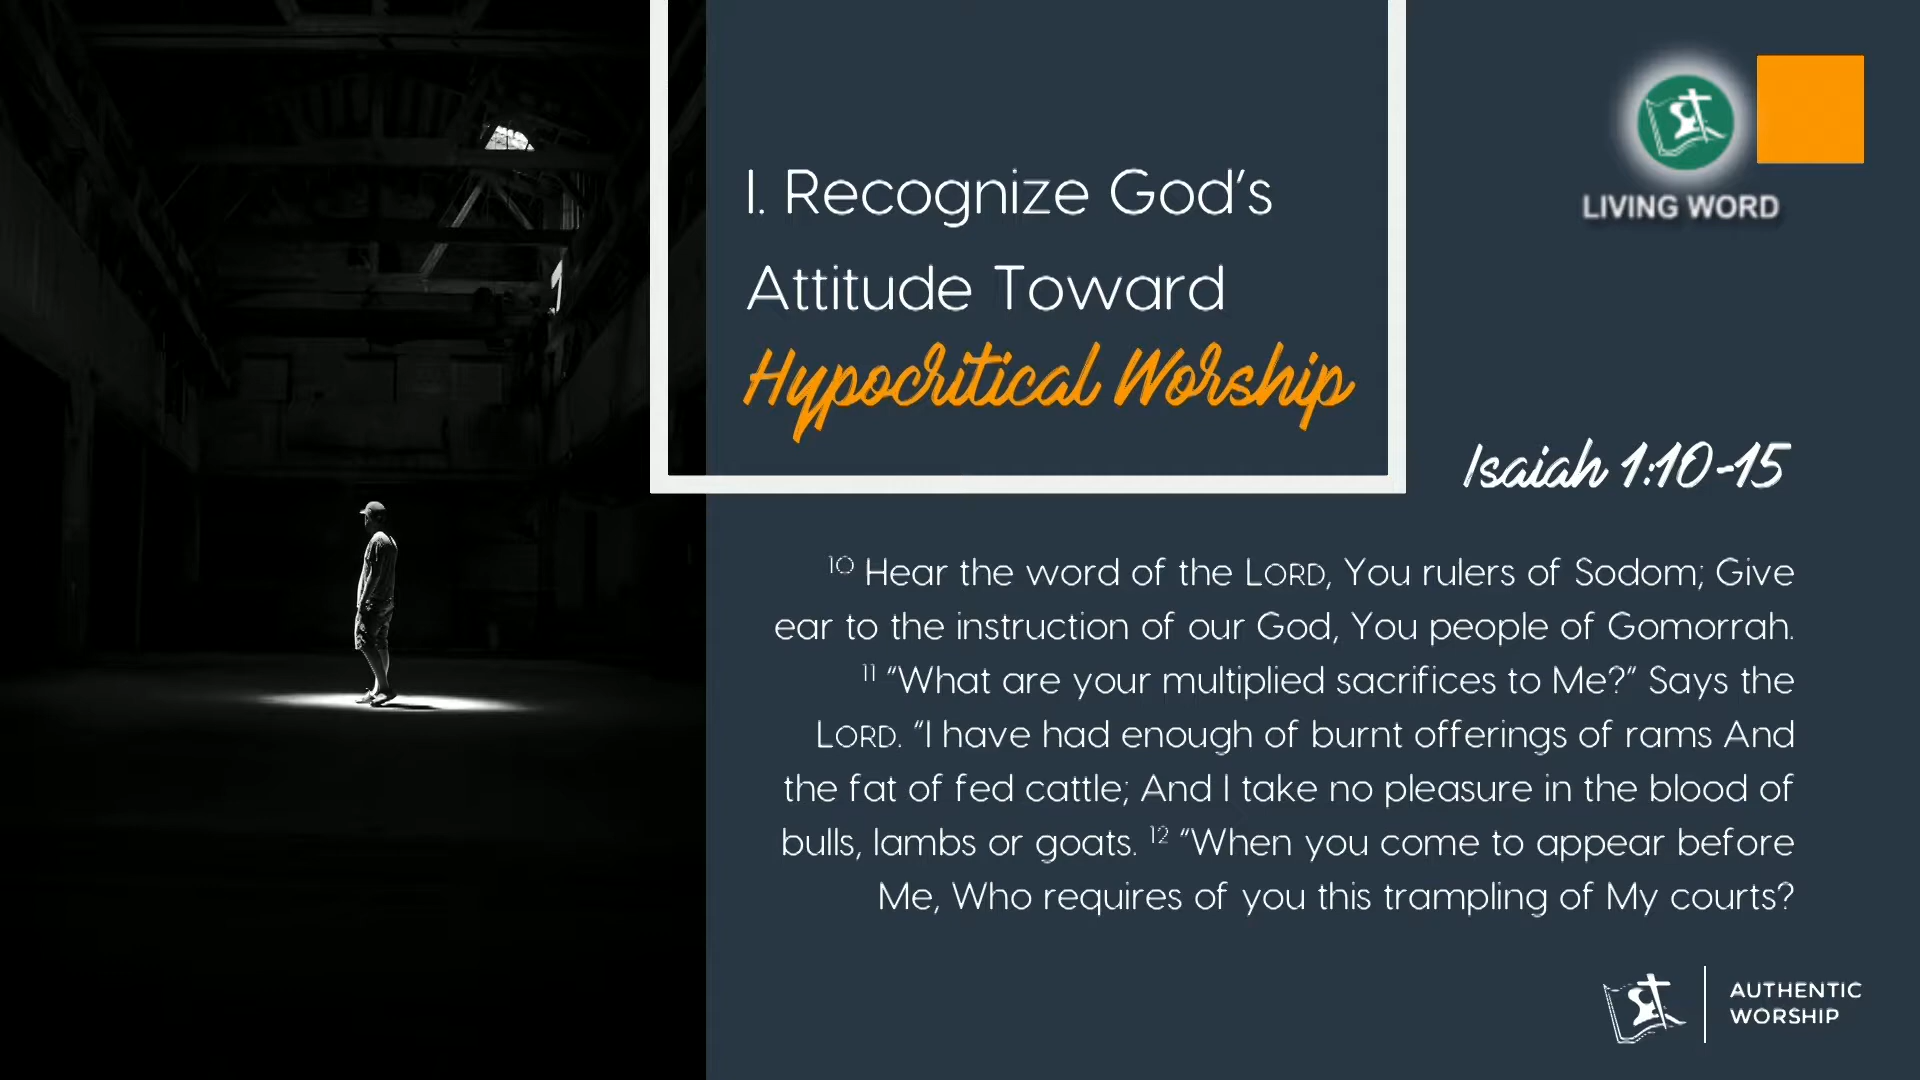 I. Recognize God’s
Attitude Toward
Hypocritical Worship
LIVING WORD
Isaiah 1:10-15
10 Hear the word of the LORD, You rulers of Sodom; Give
ear to the instruction of our God, You people of Gomorrah.
11 “What are your multiplied sacrifices to Me?” Says the
LORD. “I have had enough of burnt offerings of rams And
the fat of fed cattle; And I take no pleasure in the blood of
bulls, lambs or goats. 12 “When you come to appear before
Me, Who requires of you this trampling of My courts?
AUTHENTIC
WORSHIP